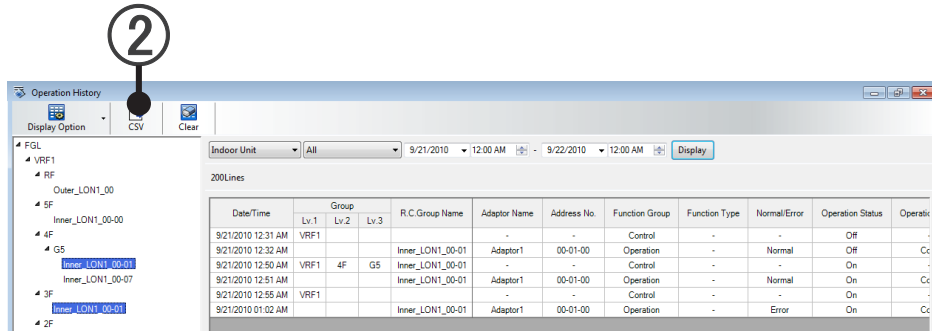 2
Operation History
Display Option CSV Clear
FGL
VRF1
RF
Outer_LON1_00
5F
Inner_LON1_00-00
4F
G5
Inner_LON1_00-01
Inner_LON1_00-07
3F
Inner_LON1_00-01
2F
Indoor Unit All 9/21/2010 12:00 AM - 9/22/2010 12:00 AM Display
200Lines
Date/Time Group R.C.Group Name Adaptor Name Address No. Function Group Function Type Normal/Error Operation Status Operatic
Lv.1 Lv.2 Lv.3
9/21/2010 12:31 AM VRF1 - - Control - - Off -
9/21/2010 12:32 AM Inner_LON1_00-01 Adaptor1 00-01-00 Operation - Normal Off Cc
9/21/2010 12:50 AM VRF1 4F G5 Inner_LON1_00-01 - - Control - - On -
9/21/2010 12:51 AM Inner_LON1_00-01 Adaptor1 00-01-00 Operation - Normal On Cc
9/21/2010 12:55 AM VRF1 - - Control - - On -
9/21/2010 01:02 AM Inner_LON1_00-01 Adaptor1 00-01-00 Operation - Error On Cc